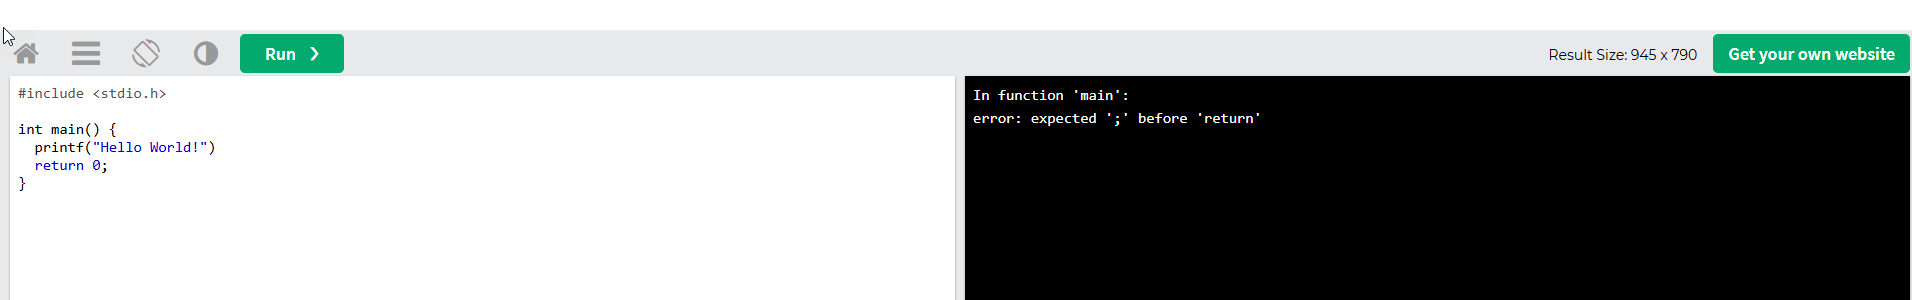 Run ❯
Result Size: 945 x 790
Get your own website
#include <stdio.h>
int main() {
  printf("Hello World!")
  return 0;
}
In function 'main':
error: expected ';' before 'return'